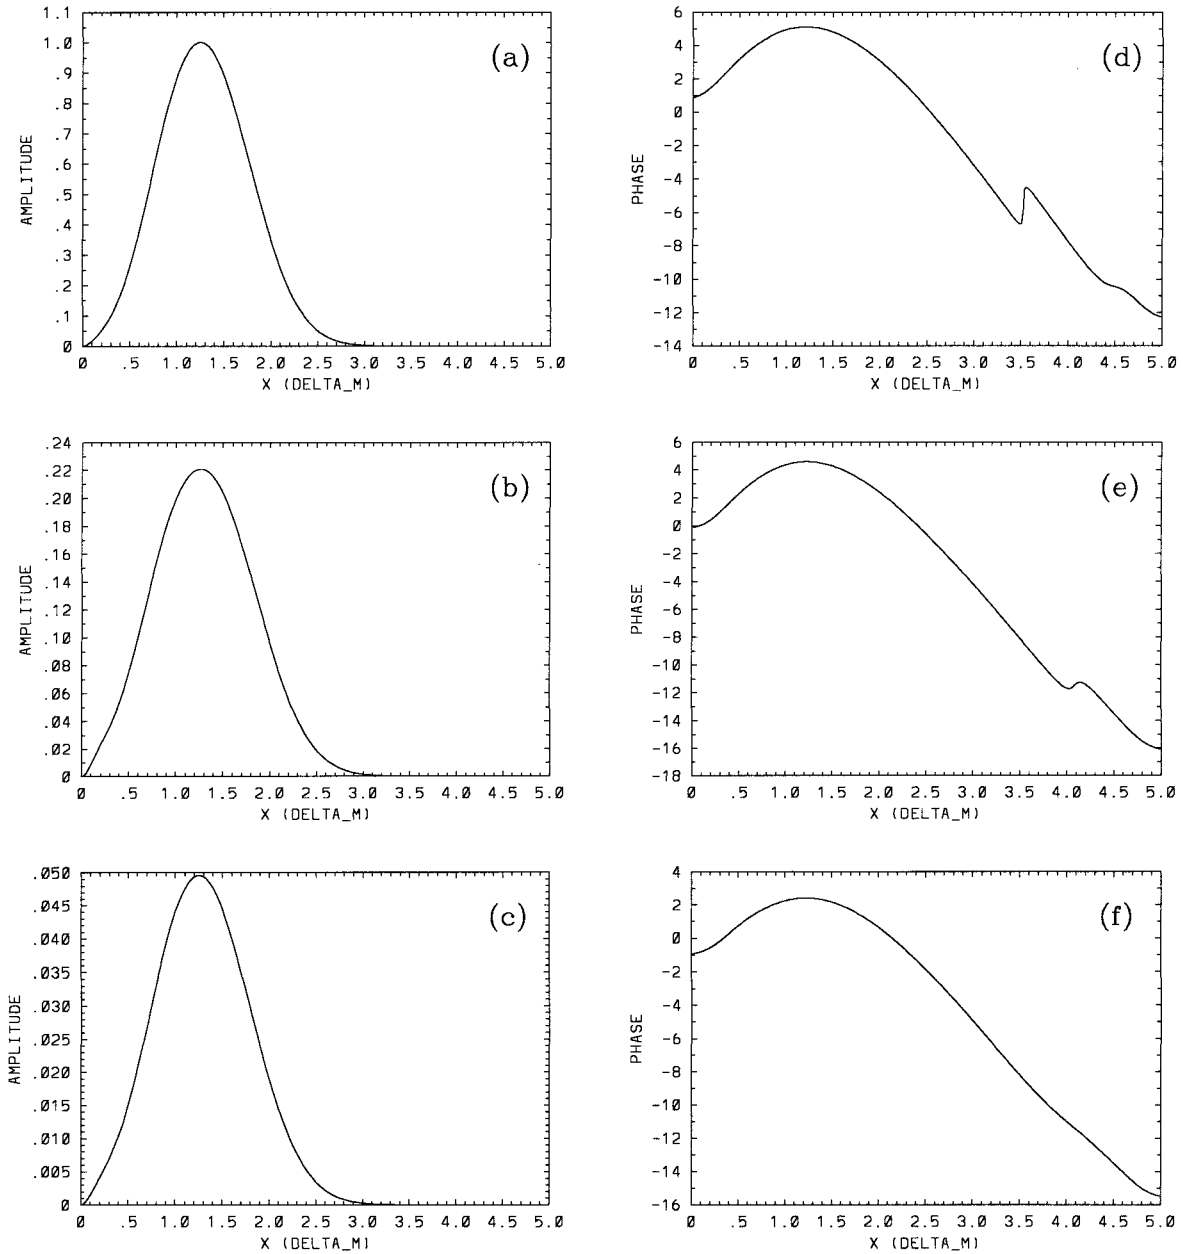 1.1
1.0
.9
.8
.7
.6
.5
.4
.3
.2
.1
0
AMPLITUDE
(a)
0 .5 1.0 1.5 2.0 2.5 3.0 3.5 4.0 4.5 5.0
X (DELTA_M)
6
4
2
0
-2
-4
-6
-8
-10
-12
-14
PHASE
(d)
0 .5 1.0 1.5 2.0 2.5 3.0 3.5 4.0 4.5 5.0
X (DELTA_M)
.24
.22
.20
.18
.16
.14
.12
.10
.08
.06
.04
.02
0
AMPLITUDE
(b)
0 .5 1.0 1.5 2.0 2.5 3.0 3.5 4.0 4.5 5.0
X (DELTA_M)
6
4
2
0
-2
-4
-6
-8
-10
-12
-14
-16
-18
PHASE
(e)
0 .5 1.0 1.5 2.0 2.5 3.0 3.5 4.0 4.5 5.0
X (DELTA_M)
.050
.045
.040
.035
.030
.025
.020
.015
.010
.005
0
AMPLITUDE
(c)
0 .5 1.0 1.5 2.0 2.5 3.0 3.5 4.0 4.5 5.0
X (DELTA_M)
4
2
0
-2
-4
-6
-8
-10
-12
-14
-16
PHASE
(f)
0 .5 1.0 1.5 2.0 2.5 3.0 3.5 4.0 4.5 5.0
X (DELTA_M)